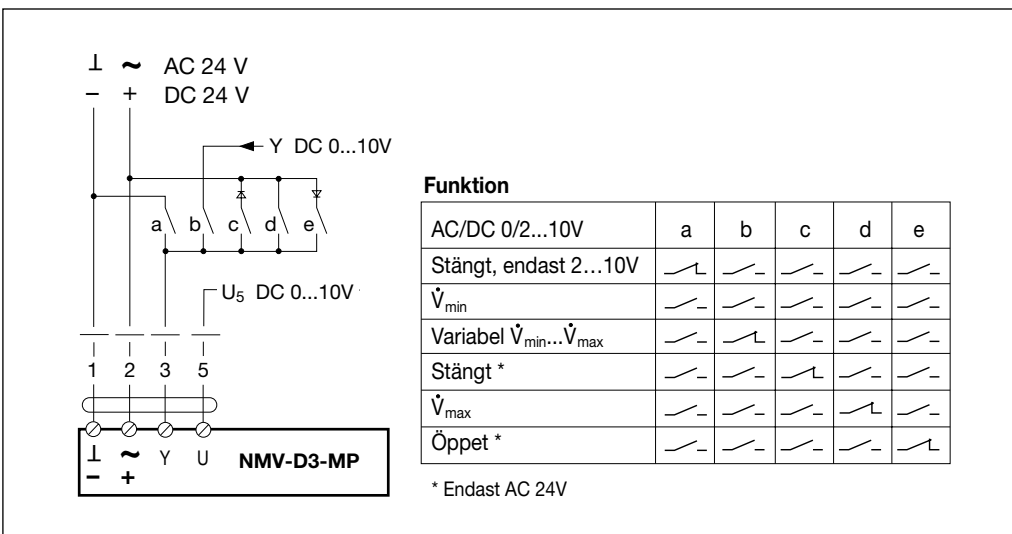 ⊥ ~ AC 24 V
– + DC 24 V
Y DC 0...10V
a b c d e
U₅ DC 0...10V
1 2 3 5
⊥ ~ Y U NMV-D3-MP
– +
Funktion
AC/DC 0/2...10V a b c d e
Stängt, endast 2...10V
V̇min
Variabel V̇min...V̇max
Stängt *
V̇max
Öppet *
* Endast AC 24V